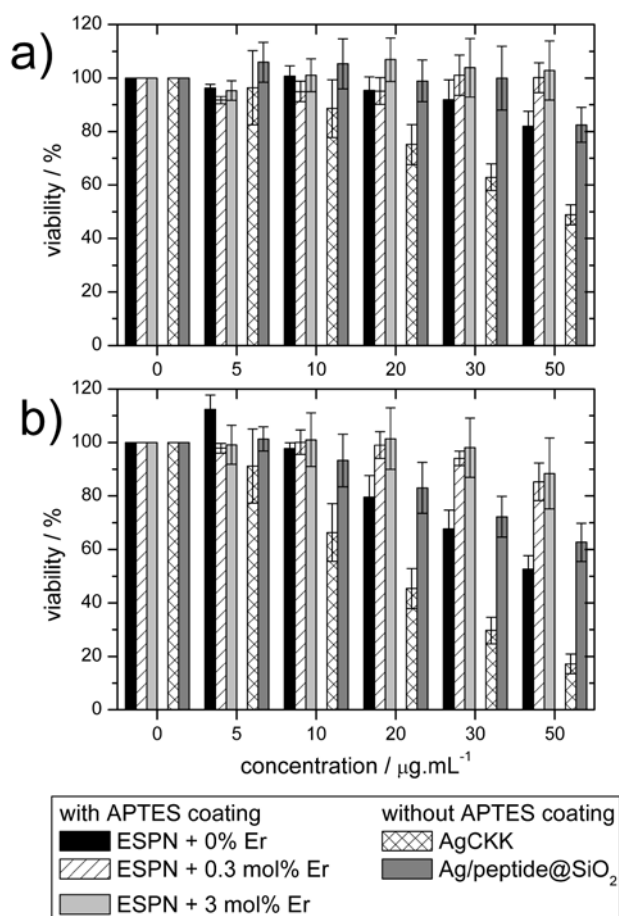 a)
120
100
80
60
40
20
0
viability / %
0 5 10 20 30 50
b)
120
100
80
60
40
20
0
viability / %
0 5 10 20 30 50
concentration / μg.mL⁻¹
with APTES coating without APTES coating
ESPN + 0% Er AgCKK
ESPN + 0.3 mol% Er Ag/peptide@SiO₂
ESPN + 3 mol% Er